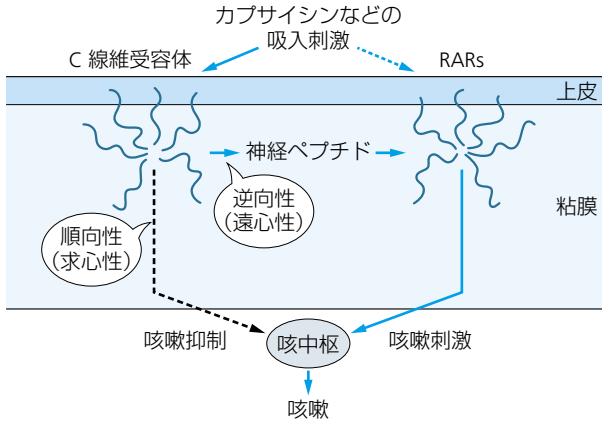 カプサイシンなどの
吸入刺激
C 線維受容体
RARs
上皮
神経ペプチド
逆向性
(遠心性)
粘膜
順向性
(求心性)
咳嗽抑制
咳中枢
咳嗽刺激
咳嗽